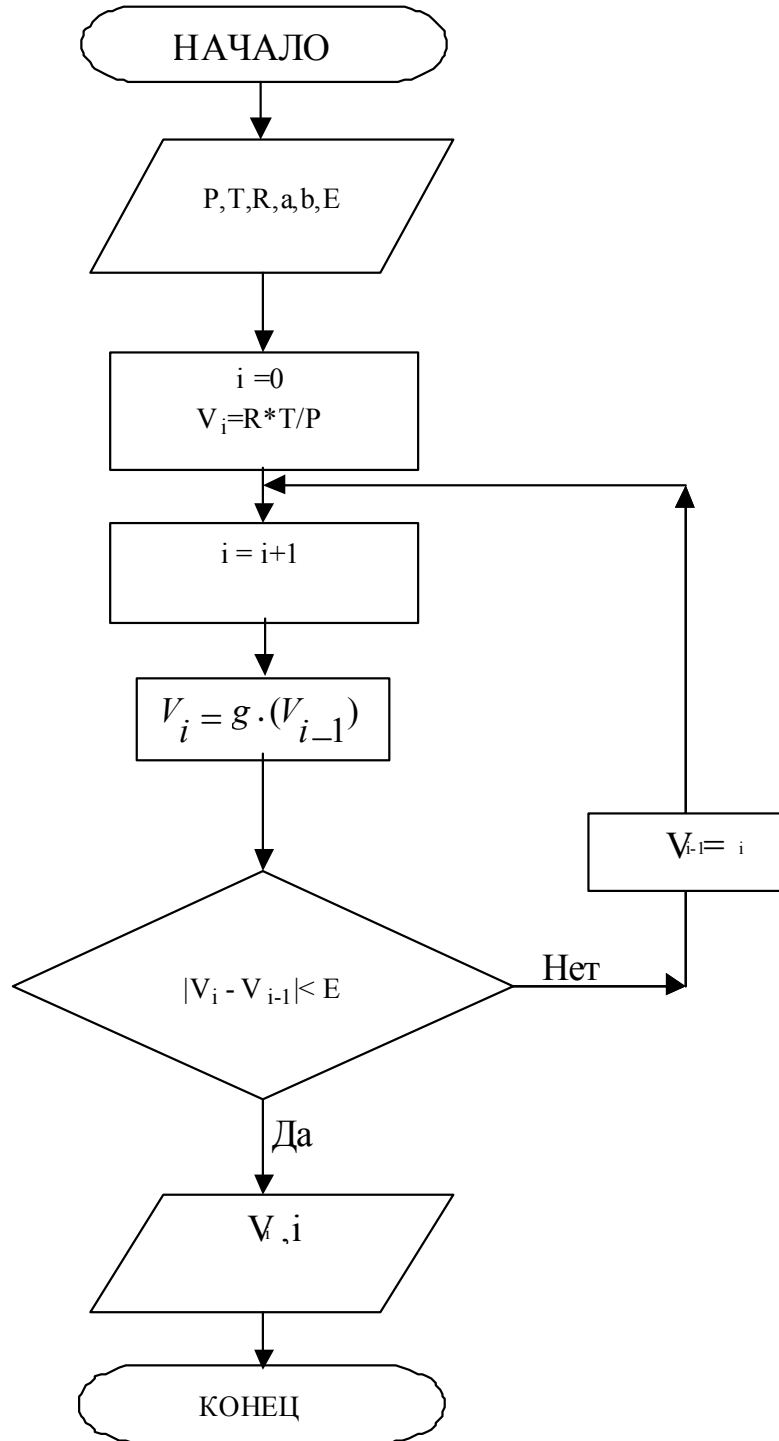 НАЧАЛО
P,T,R,a,b,E
i =0
V i=R*T/P
i = i+1
V i = g .(V i–1)
V i-1= i
|V i - V i-1|< E
Нет
Да
V i ,i
КОНЕЦ